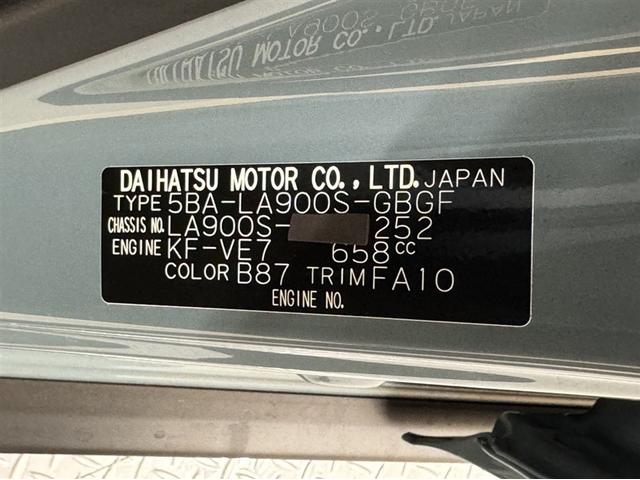 DAIHATSU MOTOR CO., LTD. JAPAN
TYPE 5BA-LA900S-GBGF
CHASSIS NO. LA900S- 252
ENGINE KF-VE7 658CC
COLOR B87 TRIM FA10
ENGINE NO.